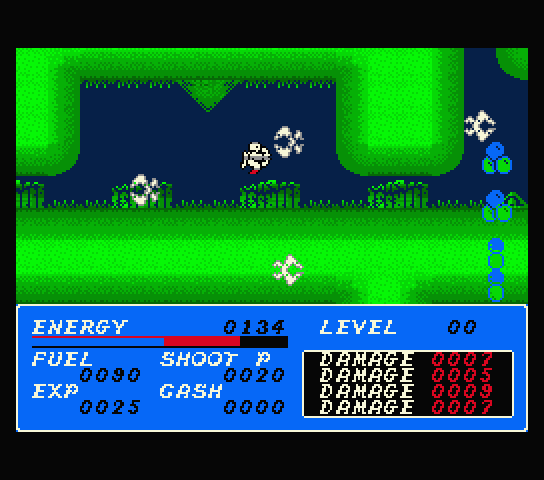 ENERGY 0134 LEVEL 00
FUEL SHOOT P DAMAGE 0007
0090 0020 DAMAGE 0005
EXP CASH DAMAGE 0009
0025 0000 DAMAGE 0007